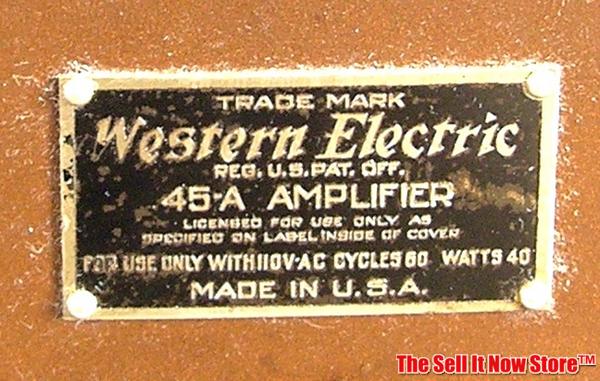 TRADE MARK
Western Electric
REG. U.S. PAT. OFF.
45-A AMPLIFIER
LICENSED FOR USE ONLY AS
SPECIFIED ON LABEL INSIDE OF COVER
FOR USE ONLY WITH 110V-AC CYCLES 60 WATTS 40
MADE IN U.S.A.
The Sell It Now Store™